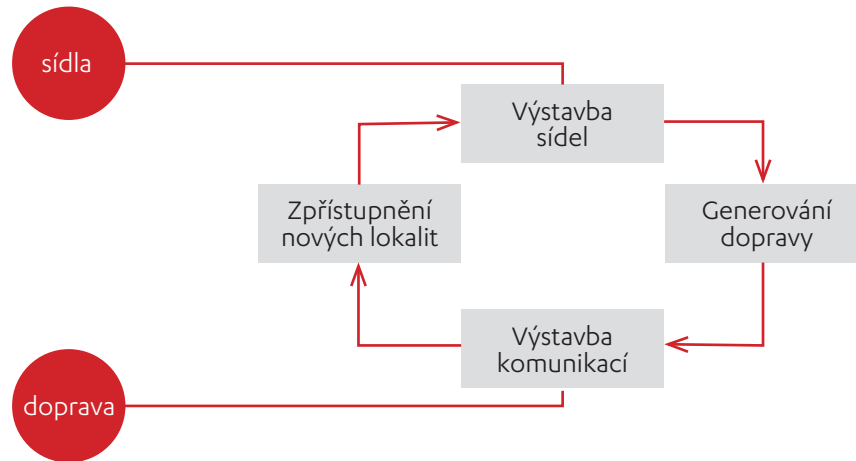 sídla
Výstavba
sídel
Zpřístupnění
nových lokalit
Generování
dopravy
Výstavba
komunikací
doprava